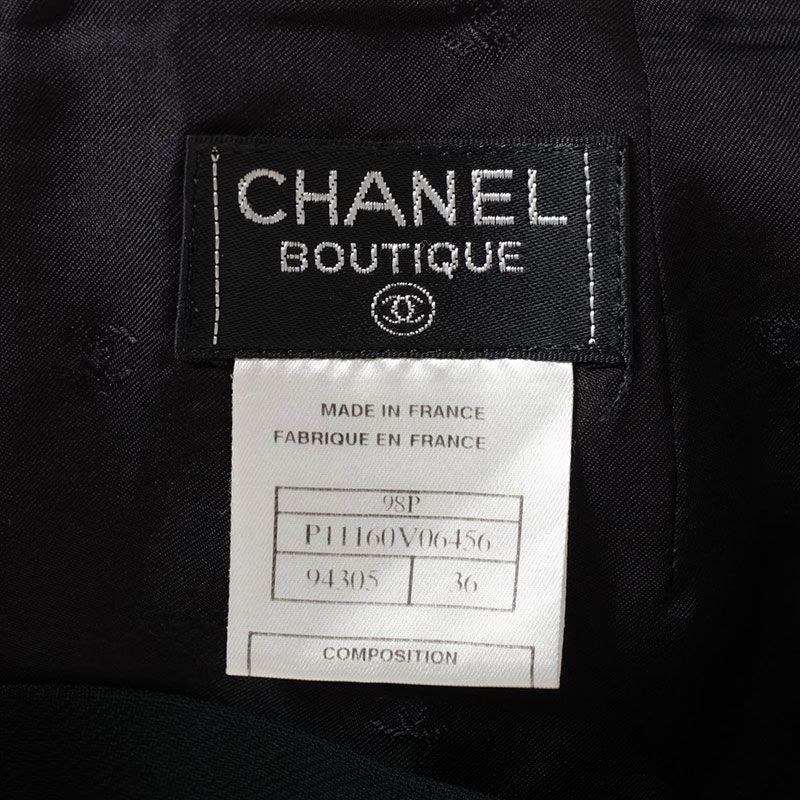 CHANEL
BOUTIQUE
MADE IN FRANCE
FABRIQUE EN FRANCE
98P
P11160V06456
94305 36
COMPOSITION